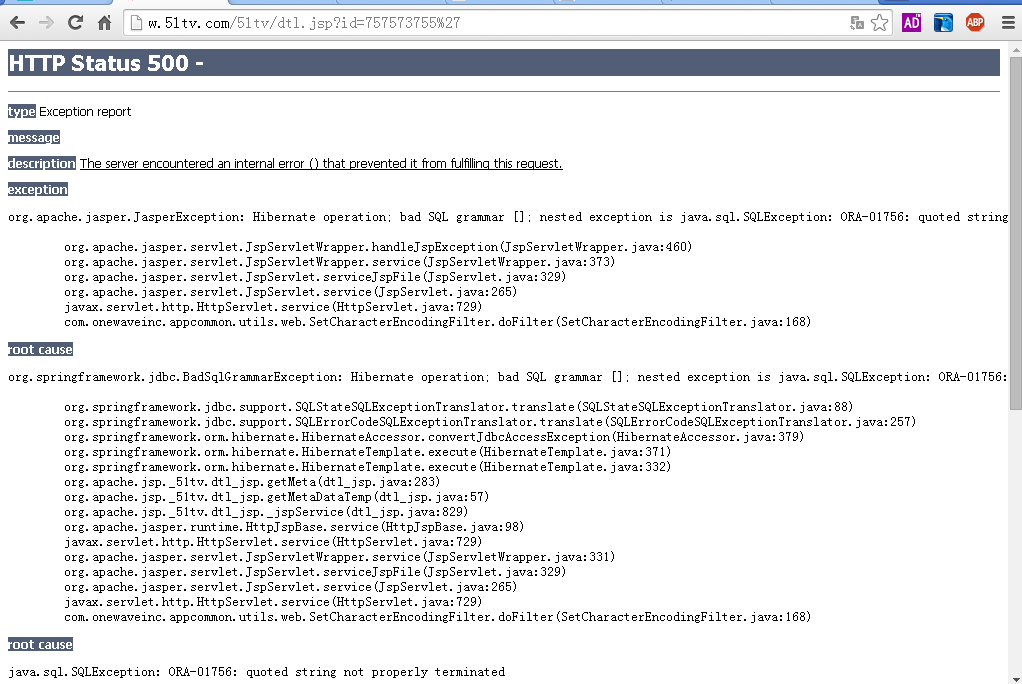 w.51tv.com/51tv/dtl.jsp?id=757573755%27
AD
ABP
HTTP Status 500 -
type Exception report
message
description The server encountered an internal error () that prevented it from fulfilling this request.
exception
org.apache.jasper.JasperException: Hibernate operation; bad SQL grammar []; nested exception is java.sql.SQLException: ORA-01756: quoted string
org.apache.jasper.servlet.JspServletWrapper.handleJspException(JspServletWrapper.java:460)
org.apache.jasper.servlet.JspServletWrapper.service(JspServletWrapper.java:373)
org.apache.jasper.servlet.JspServlet.serviceJspFile(JspServlet.java:329)
org.apache.jasper.servlet.JspServlet.service(JspServlet.java:265)
javax.servlet.http.HttpServlet.service(HttpServlet.java:729)
com.onewaveinc.appcommon.utils.web.SetCharacterEncodingFilter.doFilter(SetCharacterEncodingFilter.java:168)
root cause
org.springframework.jdbc.BadSqlGrammarException: Hibernate operation; bad SQL grammar []; nested exception is java.sql.SQLException: ORA-01756:
org.springframework.jdbc.support.SQLStateSQLExceptionTranslator.translate(SQLStateSQLExceptionTranslator.java:88)
org.springframework.jdbc.support.SQLErrorCodeSQLExceptionTranslator.translate(SQLErrorCodeSQLExceptionTranslator.java:257)
org.springframework.orm.hibernate.HibernateAccessor.convertJdbcAccessException(HibernateAccessor.java:379)
org.springframework.orm.hibernate.HibernateTemplate.execute(HibernateTemplate.java:371)
org.springframework.orm.hibernate.HibernateTemplate.execute(HibernateTemplate.java:332)
org.apache.jsp._51tv.dtl_jsp.getMeta(dtl_jsp.java:283)
org.apache.jsp._51tv.dtl_jsp.getMetaDataTemp(dtl_jsp.java:57)
org.apache.jsp._51tv.dtl_jsp._jspService(dtl_jsp.java:829)
org.apache.jasper.runtime.HttpJspBase.service(HttpJspBase.java:98)
javax.servlet.http.HttpServlet.service(HttpServlet.java:729)
org.apache.jasper.servlet.JspServletWrapper.service(JspServletWrapper.java:331)
org.apache.jasper.servlet.JspServlet.serviceJspFile(JspServlet.java:329)
org.apache.jasper.servlet.JspServlet.service(JspServlet.java:265)
javax.servlet.http.HttpServlet.service(HttpServlet.java:729)
com.onewaveinc.appcommon.utils.web.SetCharacterEncodingFilter.doFilter(SetCharacterEncodingFilter.java:168)
root cause
java.sql.SQLException: ORA-01756: quoted string not properly terminated